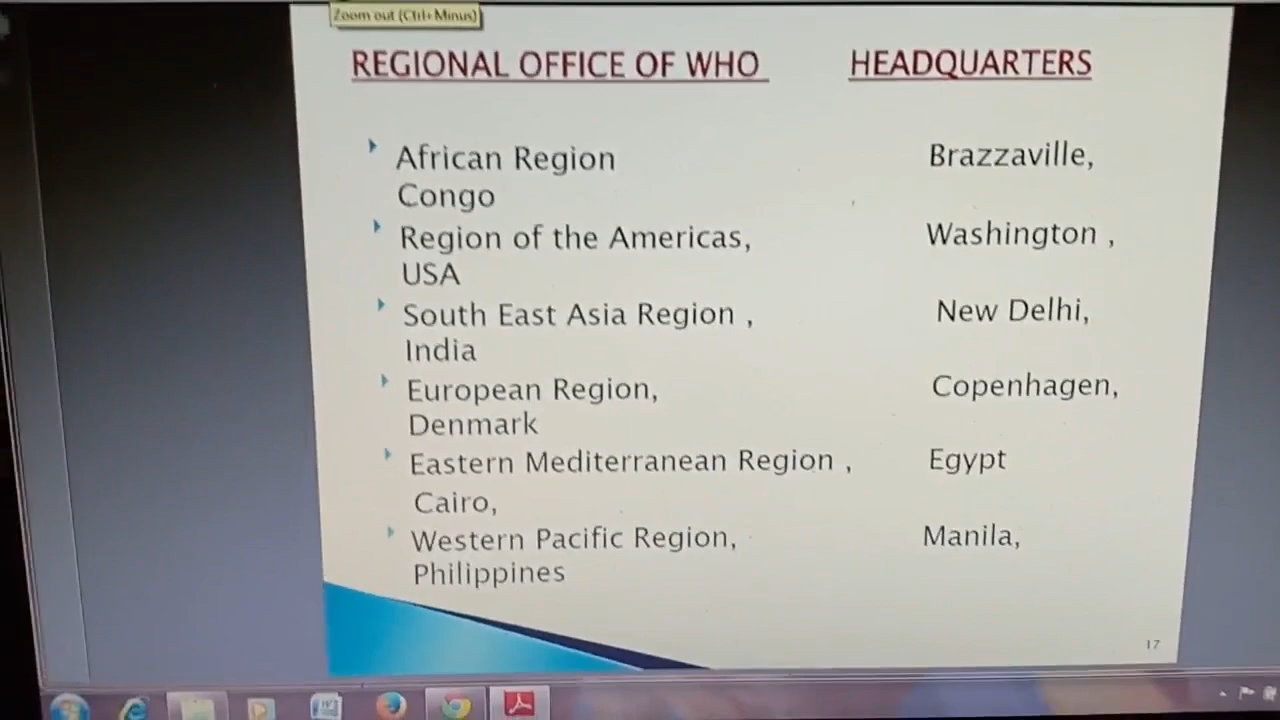 Zoom out (Ctrl+Minus)
REGIONAL OFFICE OF WHO HEADQUARTERS
African Region Brazzaville,
Congo
Region of the Americas, Washington ,
USA
South East Asia Region , New Delhi,
India
European Region, Copenhagen,
Denmark
Eastern Mediterranean Region , Egypt
Cairo,
Western Pacific Region, Manila,
Philippines
17